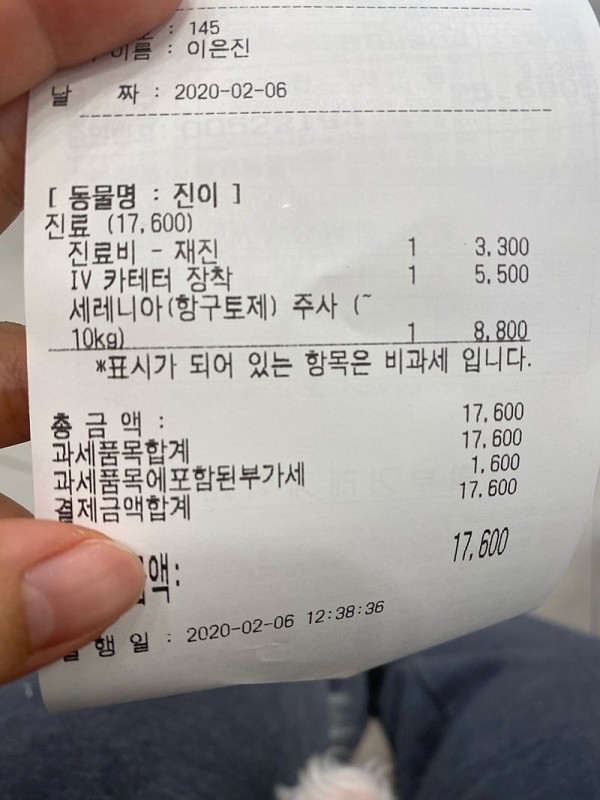 : 145
이름 : 이은진
날 짜 : 2020-02-06
[ 동물명 : 진이 ]
진료 (17,600)
진료비 - 재진 1 3,300
IV 카테터 장착 1 5,500
세레니아(항구토제) 주사 (~
10kg) 1 8,800
*표시가 되어 있는 항목은 비과세 입니다.
총 금 액 : 17,600
과세품목합계 17,600
과세품목에포함된부가세 1,600
결제금액합계 17,600
액: 17,600
발 행 일 : 2020-02-06 12:38:36